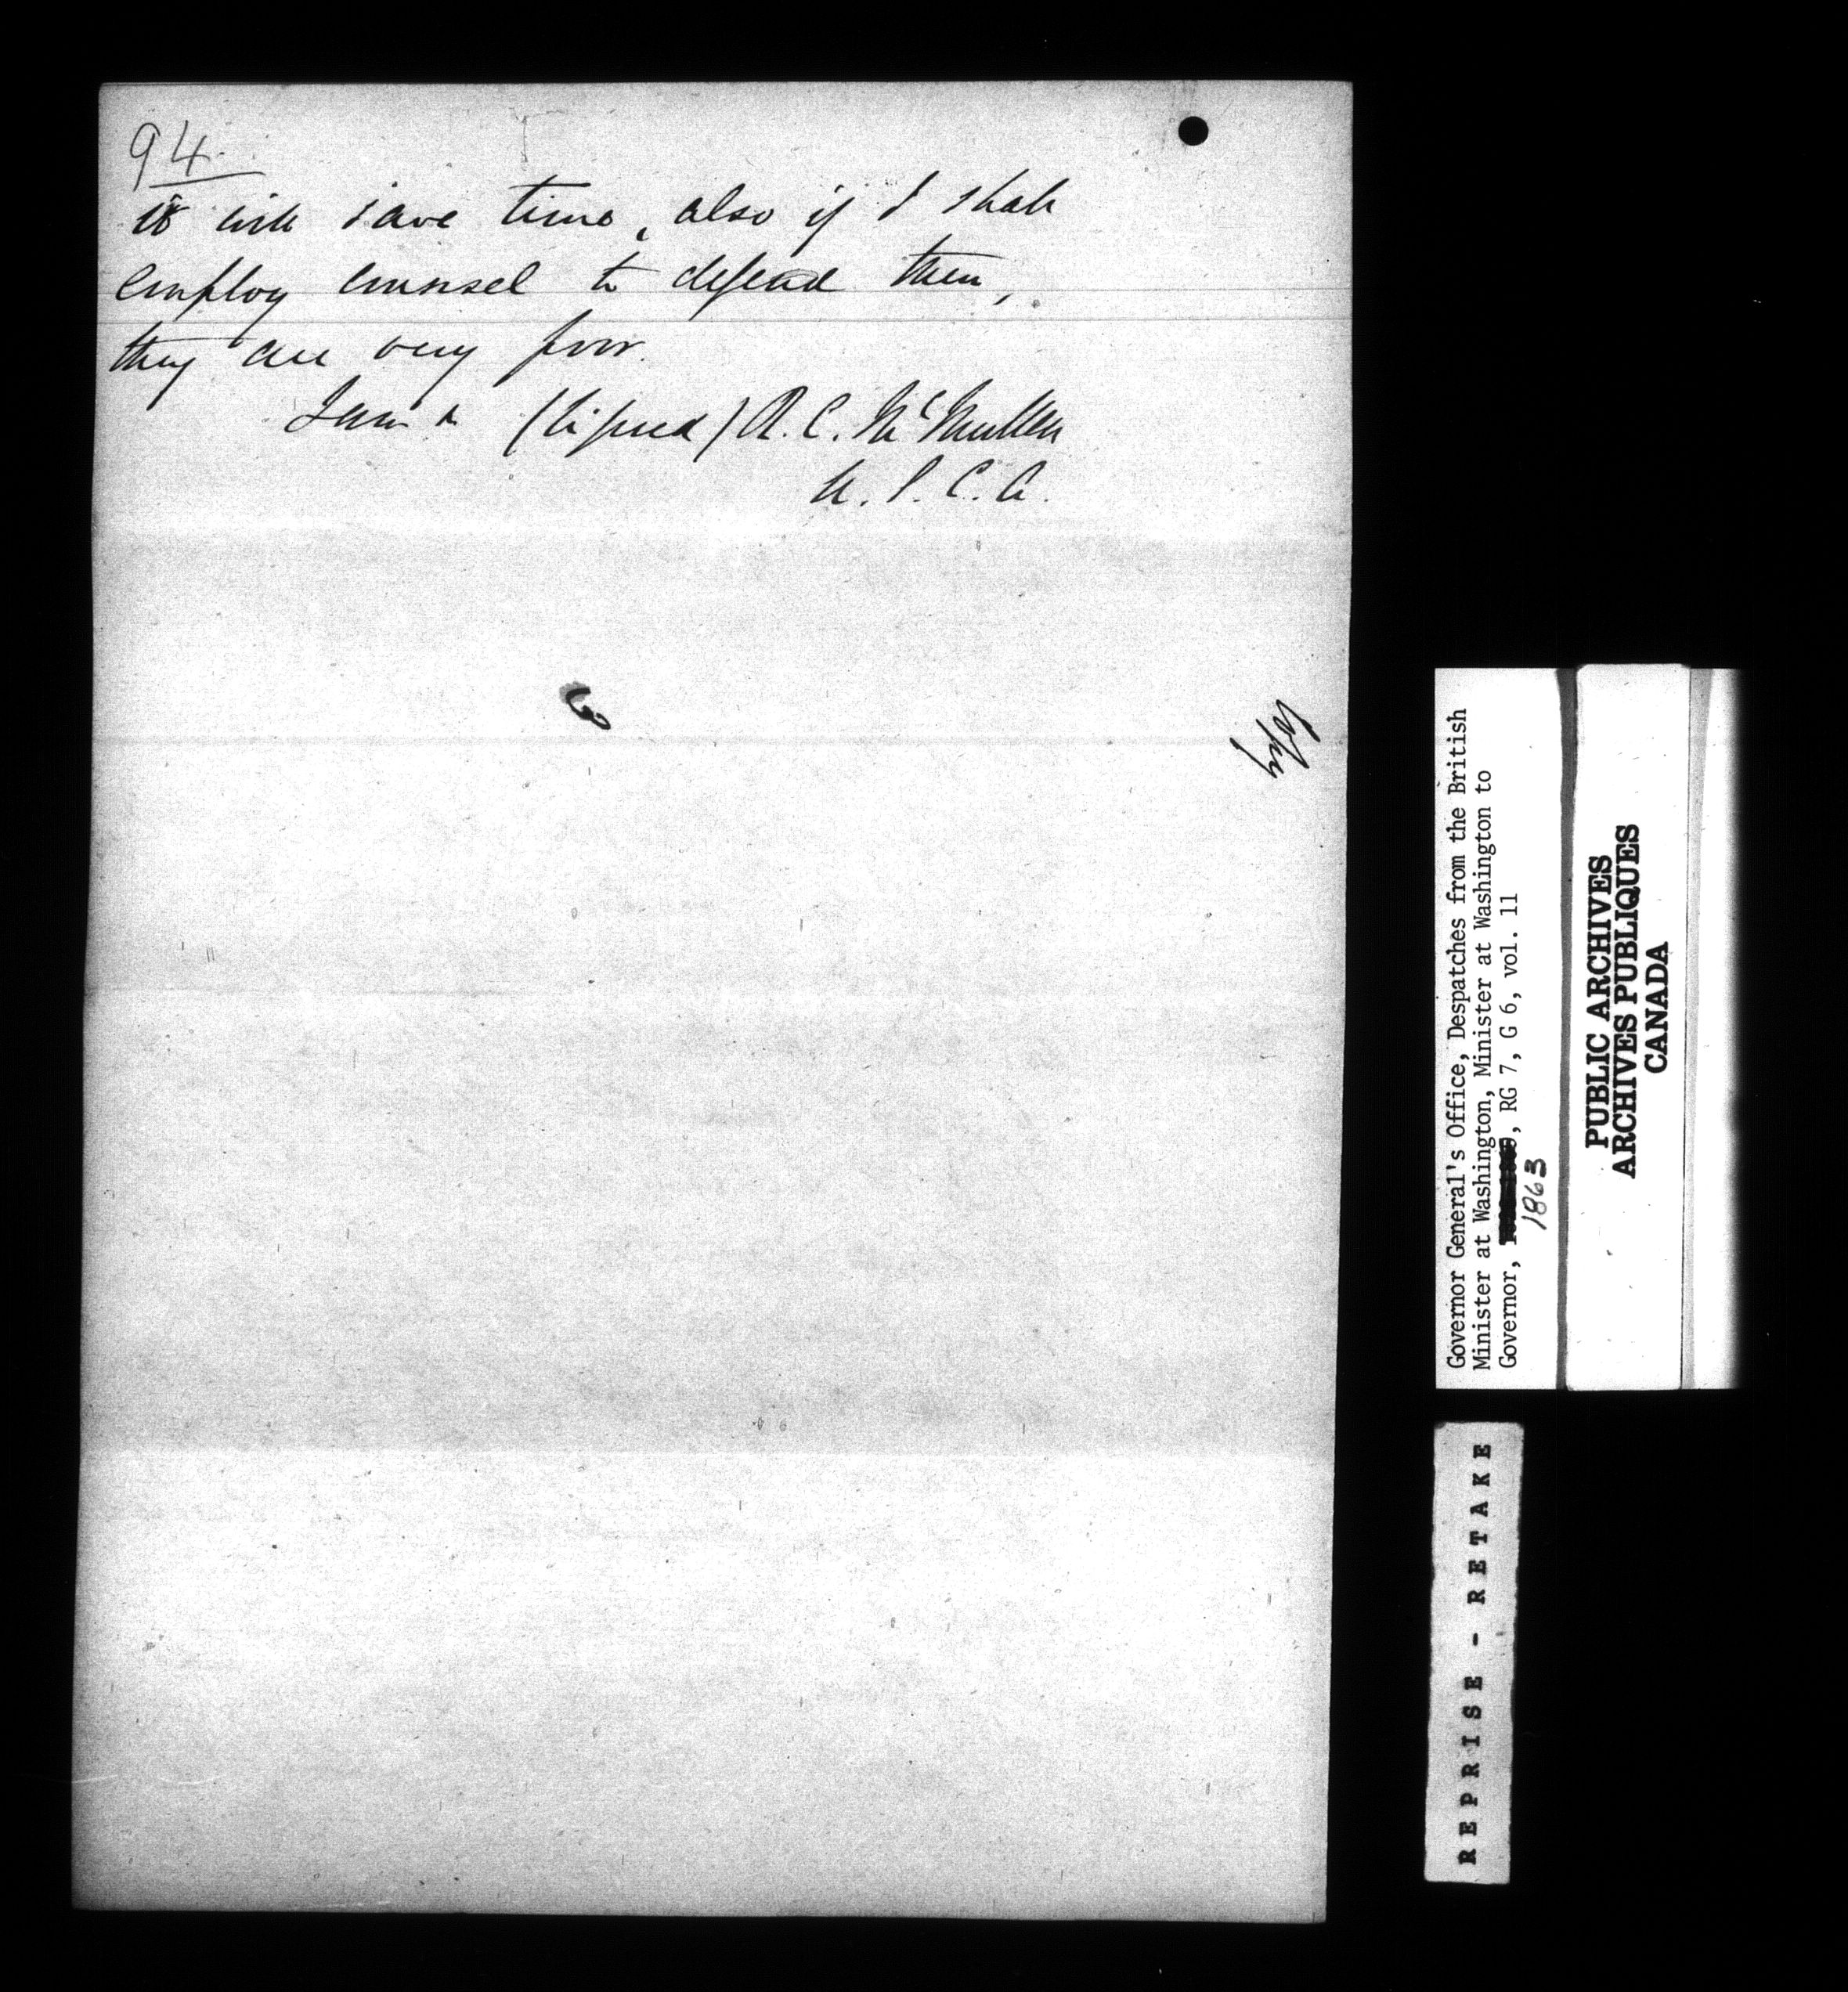 94
it will save time, also if I shall
employ counsel to defend them,
they are very poor.
I am &c (Signed) R. C. McMullen
Copy
Governor General's Office, Despatches from the British
Minister at Washington, Minister at Washington to
Governor, , RG 7, G 6, vol. 11
1863
PUBLIC ARCHIVES
ARCHIVES PUBLIQUES
CANADA
REPRISE - RETAKE